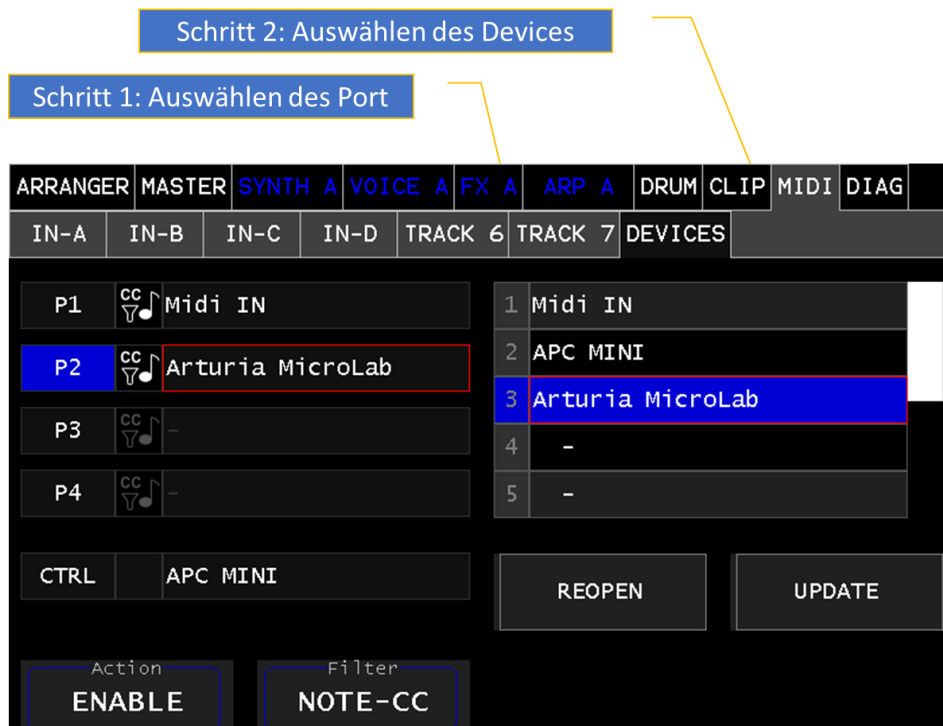 Schritt 2: Auswählen des Devices
Schritt 1: Auswählen des Port
ARRANGER MASTER SYNTH A VOICE A FX A ARP A DRUM CLIP MIDI DIAG
IN-A IN-B IN-C IN-D TRACK 6 TRACK 7 DEVICES
P1 CC Midi IN
P2 CC Arturia MicroLab
P3 CC -
P4 CC -
CTRL APC MINI
1 Midi IN
2 APC MINI
3 Arturia MicroLab
4 -
5 -
REOPEN UPDATE
Action Filter
ENABLE NOTE-CC